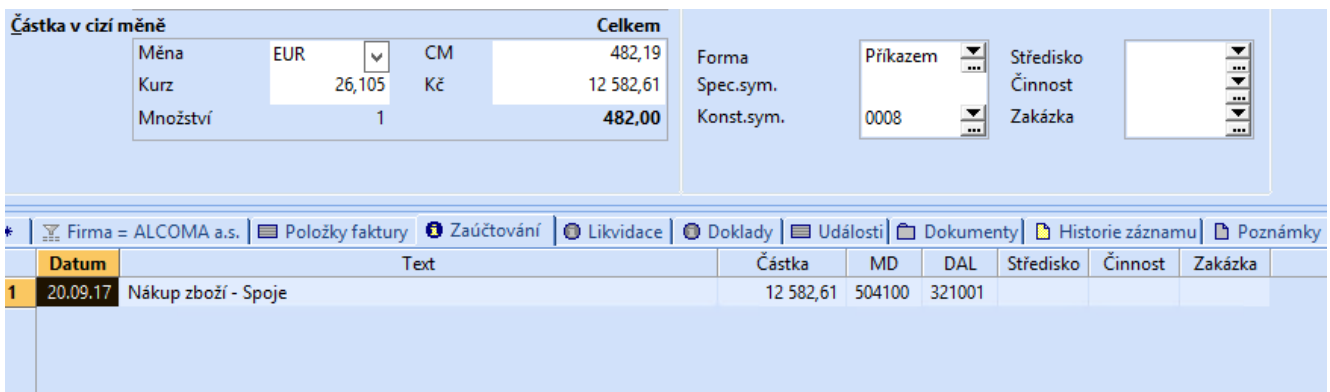 Částka v cizí měně Celkem
Měna EUR CM 482,19 Forma Příkazem Středisko
Kurz 26,105 Kč 12 582,61 Spec.sym. Činnost
Množství 1 482,00 Konst.sym. 0008 Zakázka
* Firma = ALCOMA a.s. Položky faktury Zaúčtování Likvidace Doklady Události Dokumenty Historie záznamu Poznámky
Datum Text Částka MD DAL Středisko Činnost Zakázka
1 20.09.17 Nákup zboží - Spoje 12 582,61 504100 321001